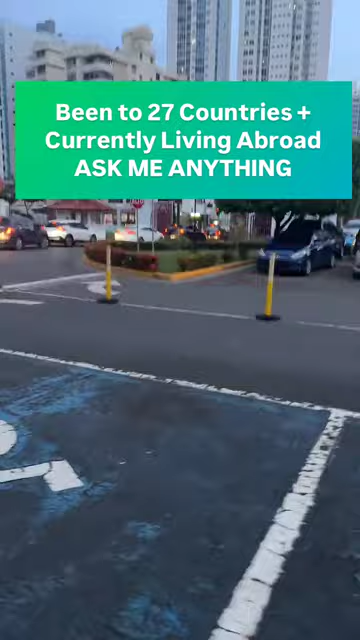 Been to 27 Countries +
Currently Living Abroad
ASK ME ANYTHING